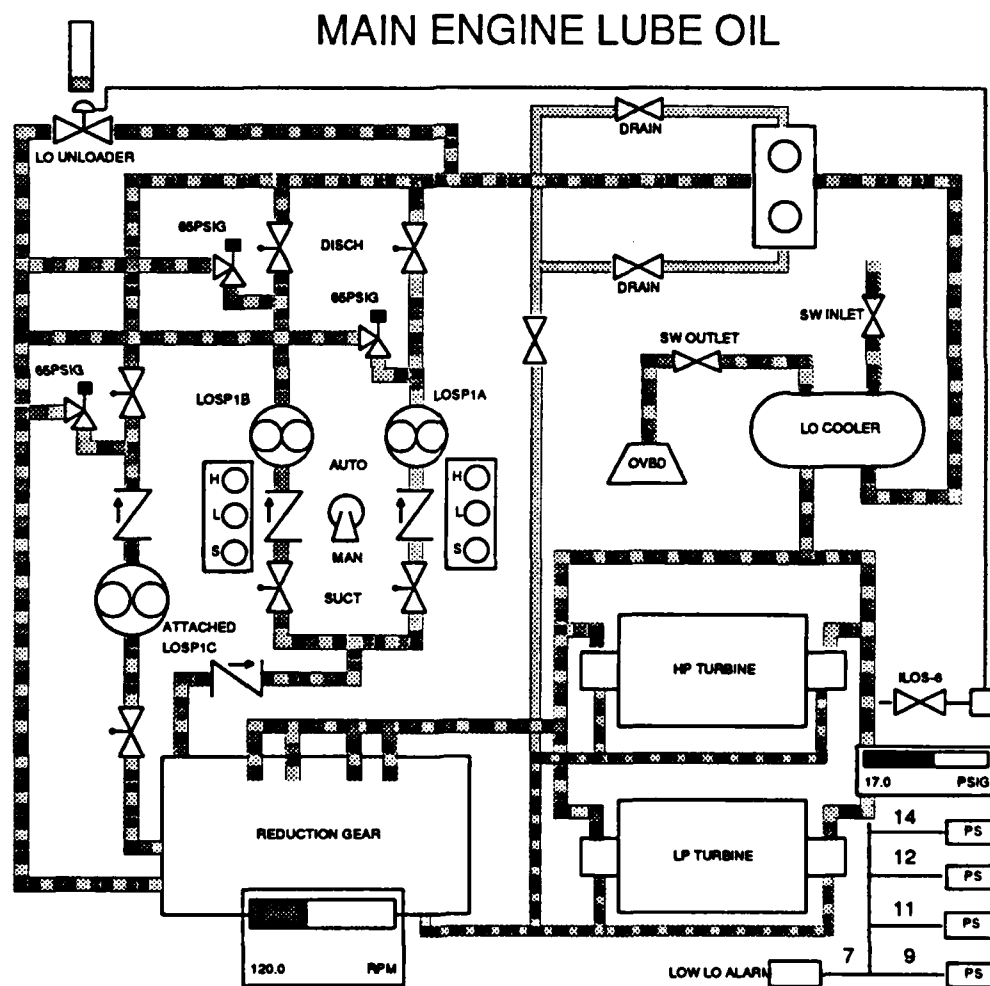 MAIN ENGINE LUBE OIL
LO UNLOADER
DRAIN
65PSIG
DISCH
DRAIN
65PSIG
SW INLET
SW OUTLET
65PSIG
LOSP1B
LOSP1A
LO COOLER
AUTO
OVBD
H
L
S
H
L
S
MAN
SUCT
ATTACHED
LOSP1C
HP TURBINE
ILOS-6
17.0 PSIG
REDUCTION GEAR
LP TURBINE
14 PS
12 PS
11 PS
120.0 RPM
LOW LO ALARM 7 9 PS